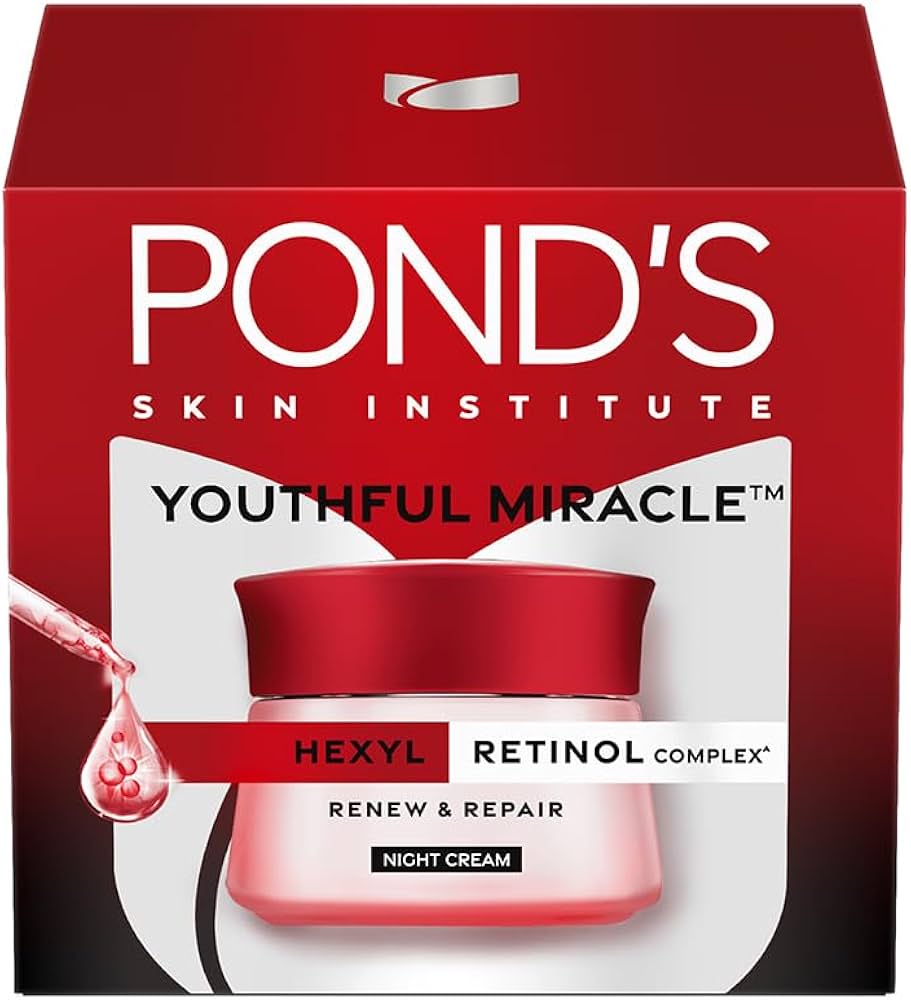 POND'S
SKIN INSTITUTE
YOUTHFUL MIRACLE™
HEXYL RETINOL COMPLEX^
RENEW & REPAIR
NIGHT CREAM